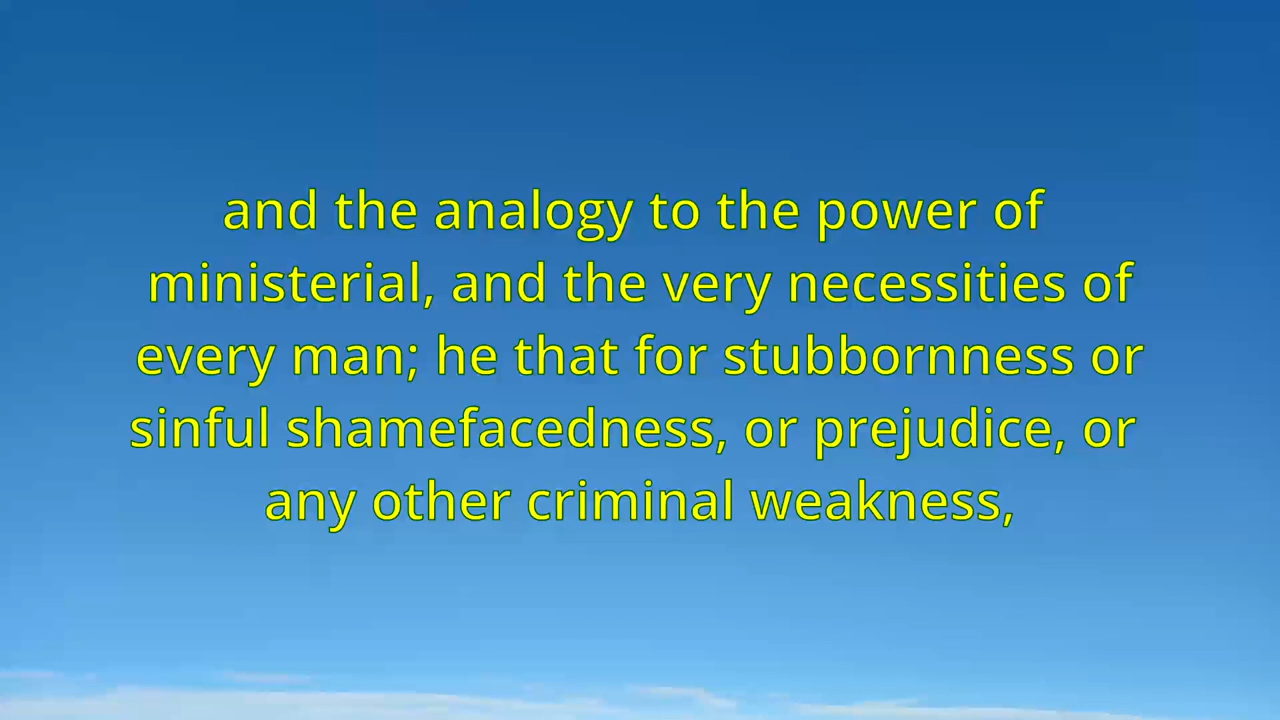 and the analogy to the power of
ministerial, and the very necessities of
every man; he that for stubbornness or
sinful shamefacedness, or prejudice, or
any other criminal weakness,